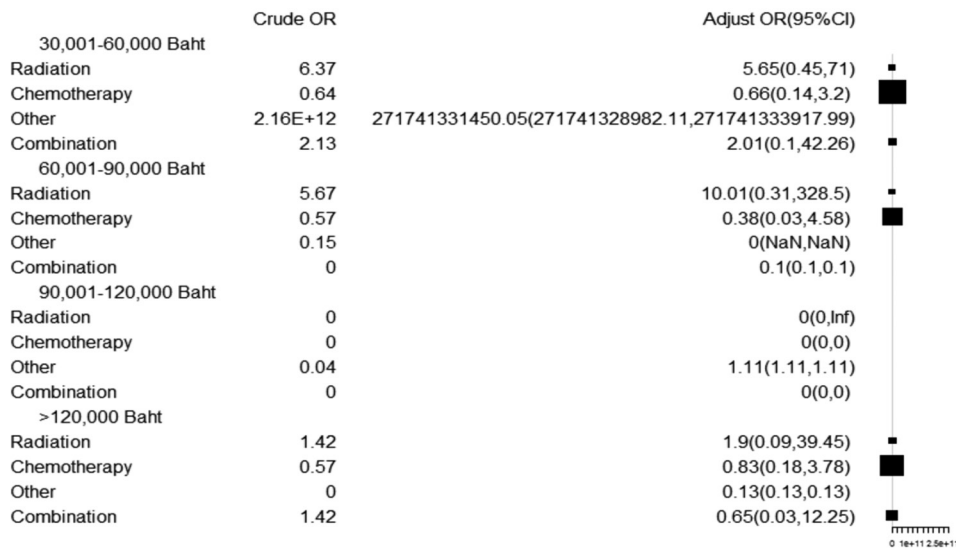 Crude OR Adjust OR(95%CI)
30,001-60,000 Baht
Radiation 6.37 5.65(0.45,71)
Chemotherapy 0.64 0.66(0.14,3.2)
Other 2.16E+12 271741331450.05(271741328982.11,271741333917.99)
Combination 2.13 2.01(0.1,42.26)
60,001-90,000 Baht
Radiation 5.67 10.01(0.31,328.5)
Chemotherapy 0.57 0.38(0.03,4.58)
Other 0.15 0(NaN,NaN)
Combination 0 0.1(0.1,0.1)
90,001-120,000 Baht
Radiation 0 0(0,Inf)
Chemotherapy 0 0(0,0)
Other 0.04 1.11(1.11,1.11)
Combination 0 0(0,0)
>120,000 Baht
Radiation 1.42 1.9(0.09,39.45)
Chemotherapy 0.57 0.83(0.18,3.78)
Other 0 0.13(0.13,0.13)
Combination 1.42 0.65(0.03,12.25)
0 1e+11 2.5e+11